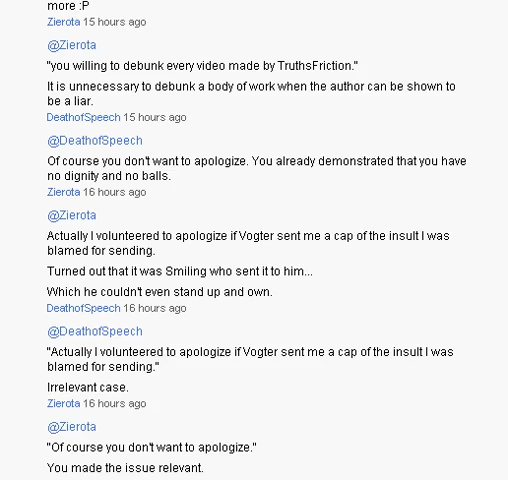 more :P
Zierota 15 hours ago
@Zierota
"you willing to debunk every video made by TruthsFriction."
It is unnecessary to debunk a body of work when the author can be shown to
be a liar.
DeathofSpeech 15 hours ago
@DeathofSpeech
Of course you don't want to apologize. You already demonstrated that you have
no dignity and no balls.
Zierota 16 hours ago
@Zierota
Actually I volunteered to apologize if Vogter sent me a cap of the insult I was
blamed for sending.
Turned out that it was Smiling who sent it to him...
Which he couldn't even stand up and own.
DeathofSpeech 16 hours ago
@DeathofSpeech
"Actually I volunteered to apologize if Vogter sent me a cap of the insult I was
blamed for sending."
Irrelevant case.
Zierota 16 hours ago
@Zierota
"Of course you don't want to apologize."
You made the issue relevant.